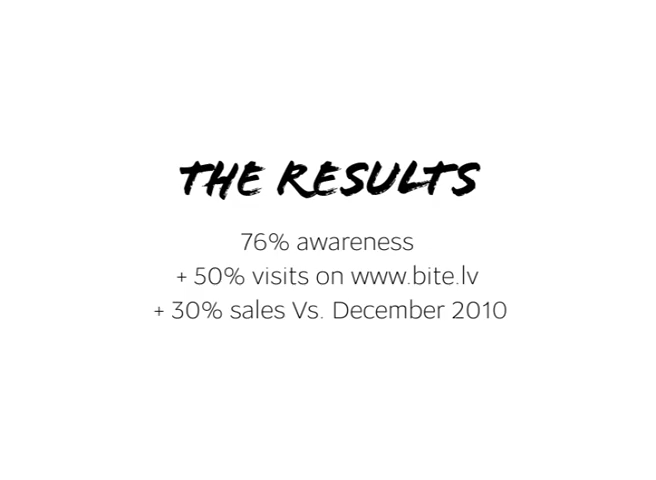 THE RESULTS
76% awareness
+ 50% visits on www.bite.lv
+ 30% sales Vs. December 2010